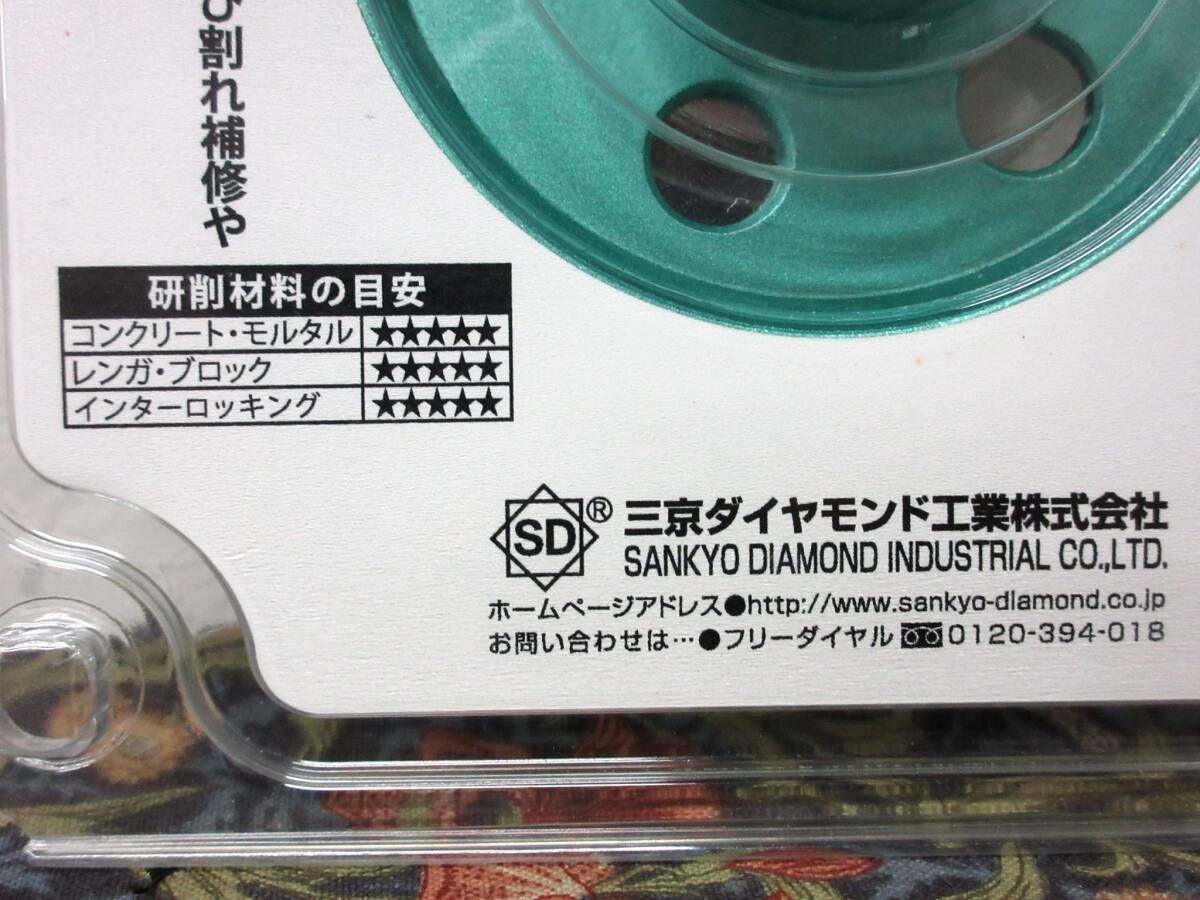 び割れ補修や
研削材料の目安
コンクリート・モルタル ★★★★★
レンガ・ブロック ★★★★★
インターロッキング ★★★★★
SD® 三京ダイヤモンド工業株式会社
SANKYO DIAMOND INDUSTRIAL CO.,LTD.
ホームページアドレス●http://www.sankyo-diamond.co.jp
お問い合わせは…●フリーダイヤル 0120-394-018